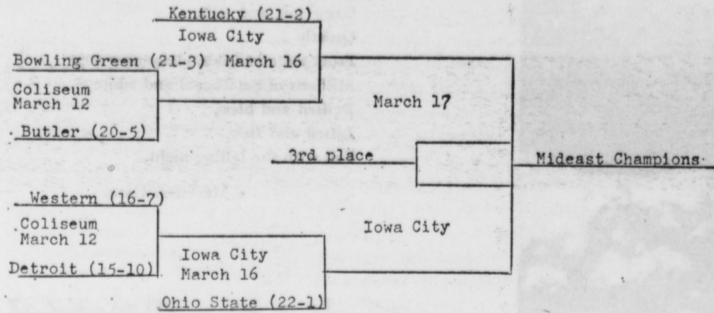 Kentucky (21-2)
Iowa City
Bowling Green (21-3) March 16
Coliseum
March 12
March 17
Butler (20-5)
3rd place
Mideast Champions
Western (16-7)
Coliseum
March 12
Iowa City
Iowa City
March 16
Detroit (15-10)
Ohio State (22-1)